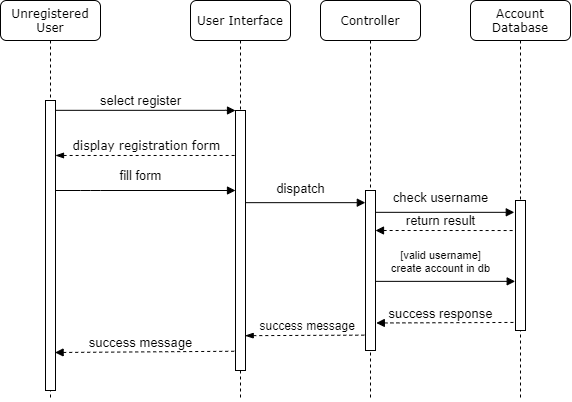 Unregistered
User
User Interface
Controller
Account
Database
select register
display registration form
fill form
dispatch
check username
return result
[valid username]
create account in db
success response
success message
success message